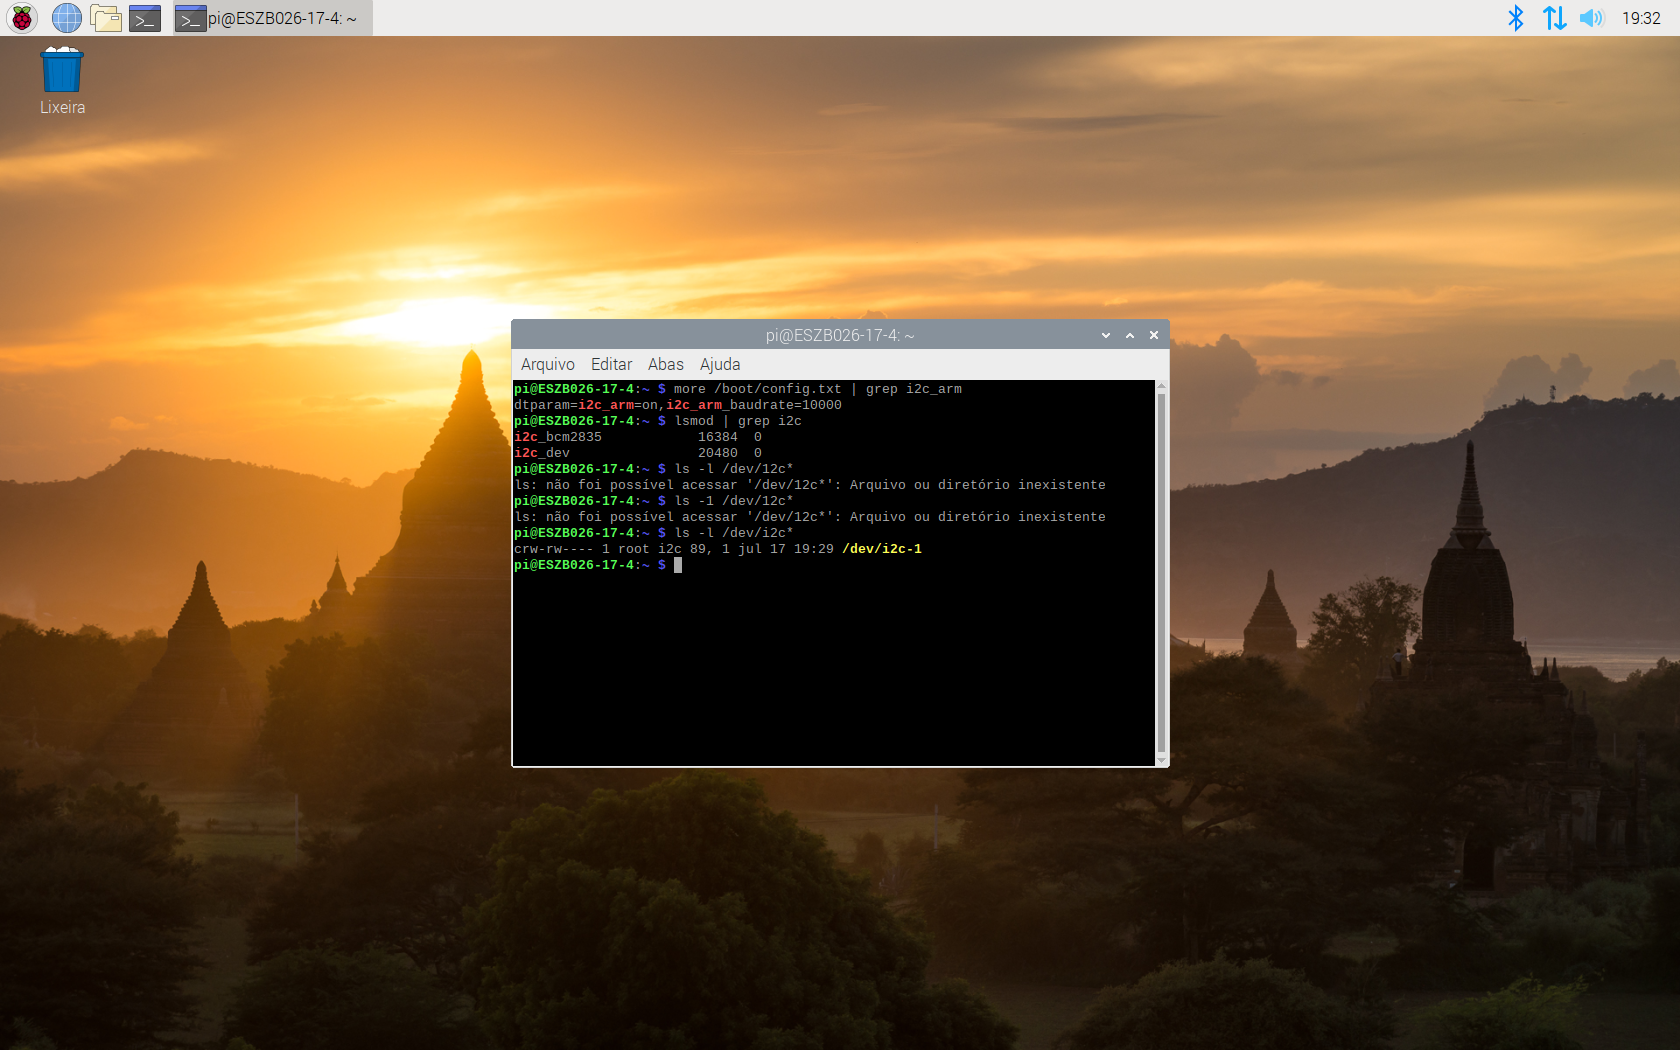 pi@ESZB026-17-4: ~
19:32
Lixeira
pi@ESZB026-17-4: ~
Arquivo Editar Abas Ajuda
pi@ESZB026-17-4:~ $ more /boot/config.txt | grep i2c_arm
dtparam=i2c_arm=on,i2c_arm_baudrate=10000
pi@ESZB026-17-4:~ $ lsmod | grep i2c
i2c_bcm2835            16384  0
i2c_dev                20480  0
pi@ESZB026-17-4:~ $ ls -l /dev/12c*
ls: não foi possível acessar '/dev/12c*': Arquivo ou diretório inexistente
pi@ESZB026-17-4:~ $ ls -1 /dev/12c*
ls: não foi possível acessar '/dev/12c*': Arquivo ou diretório inexistente
pi@ESZB026-17-4:~ $ ls -l /dev/i2c*
crw-rw---- 1 root i2c 89, 1 jul 17 19:29 /dev/i2c-1
pi@ESZB026-17-4:~ $